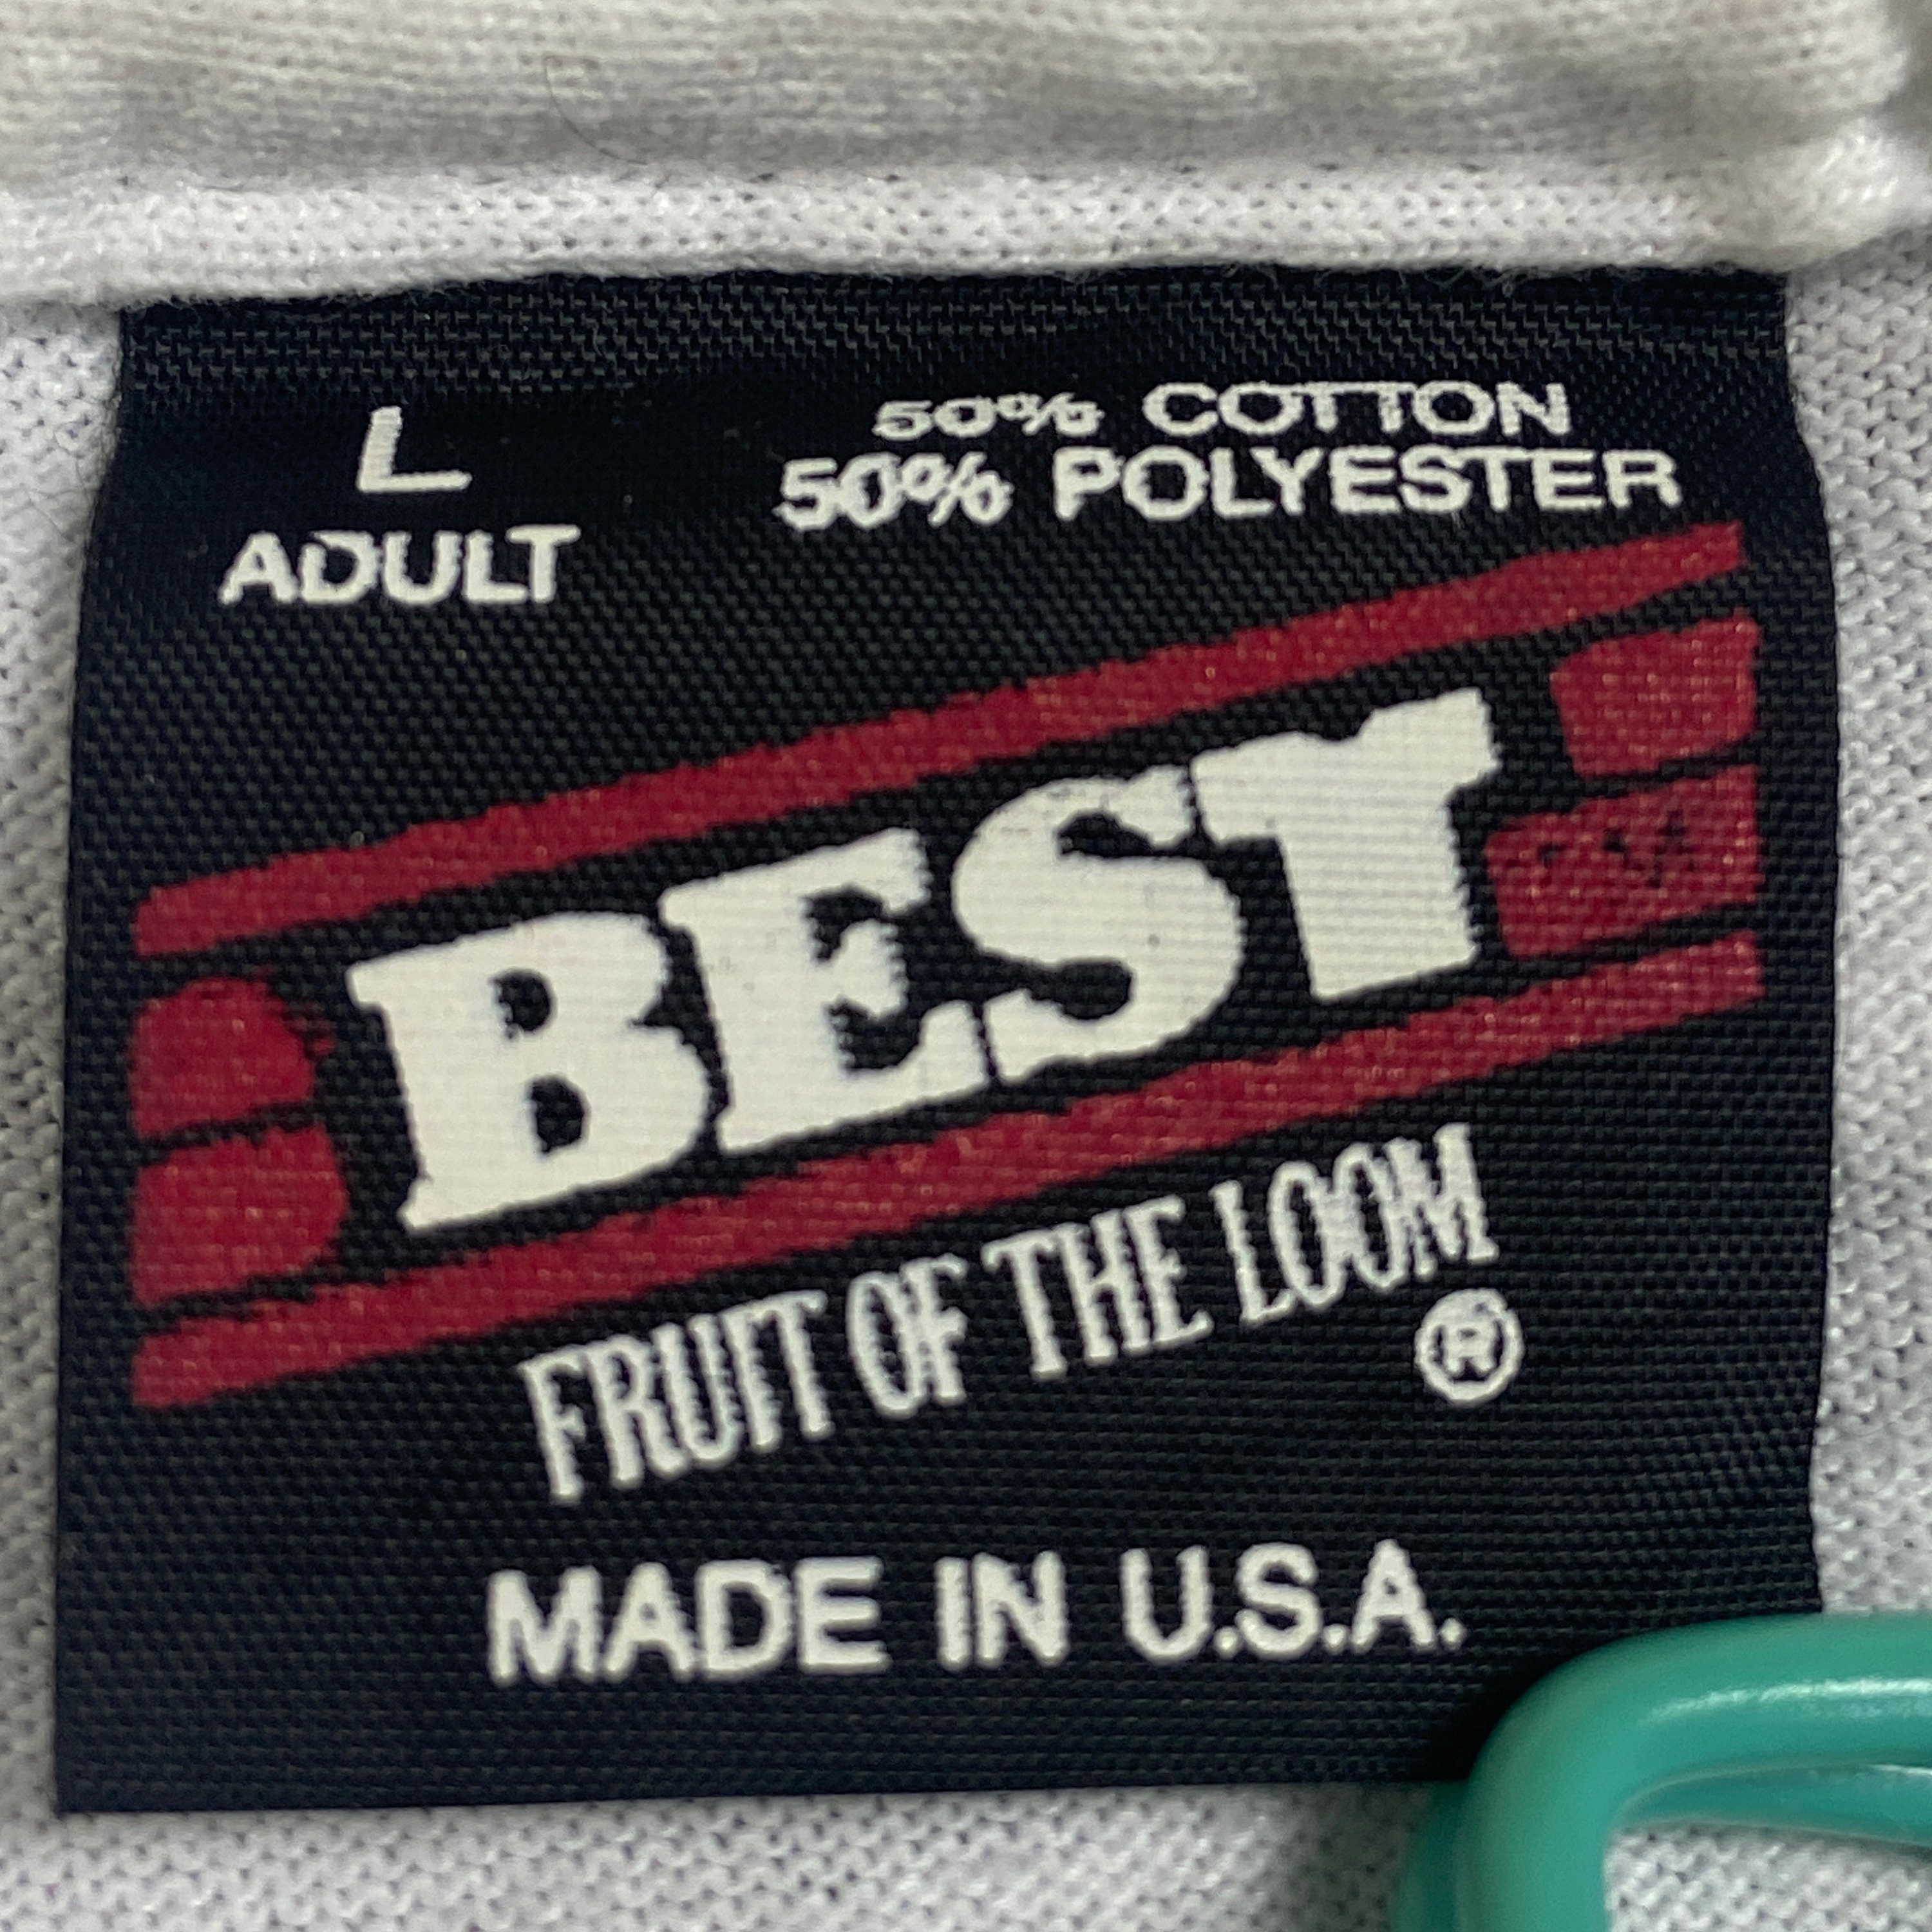 L
ADULT
50% COTTON
50% POLYESTER
BEST
FRUIT OF THE LOOM
®
MADE IN U.S.A.